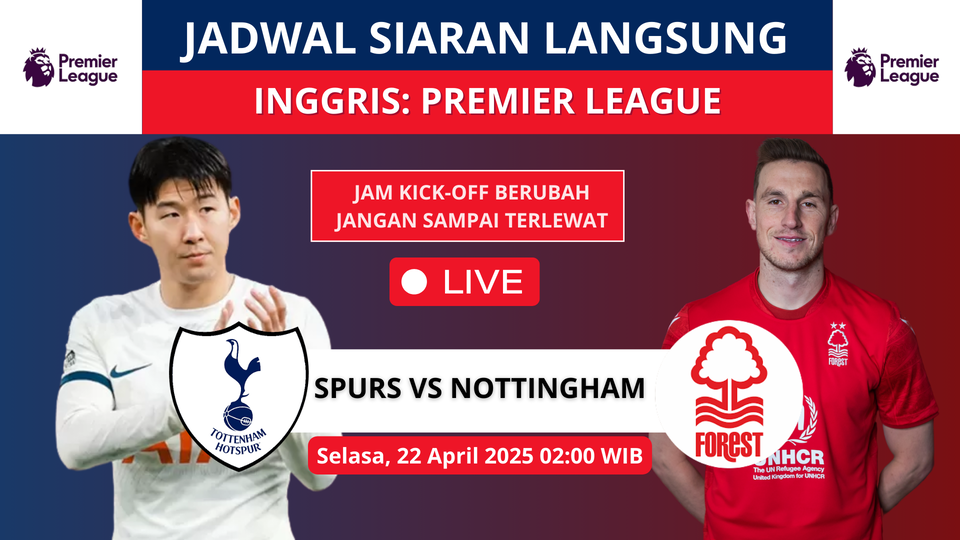 JADWAL SIARAN LANGSUNG
Premier
League
Premier
League
INGGRIS: PREMIER LEAGUE
JAM KICK-OFF BERUBAH
JANGAN SAMPAI TERLEWAT
LIVE
FOREST
SPURS VS NOTTINGHAM
TOTTENHAM
HOTSPUR
FOREST
Selasa, 22 April 2025 02:00 WIB
AIA
UNHCR
The UN Refugee Agency
United Kingdom for UNHCR